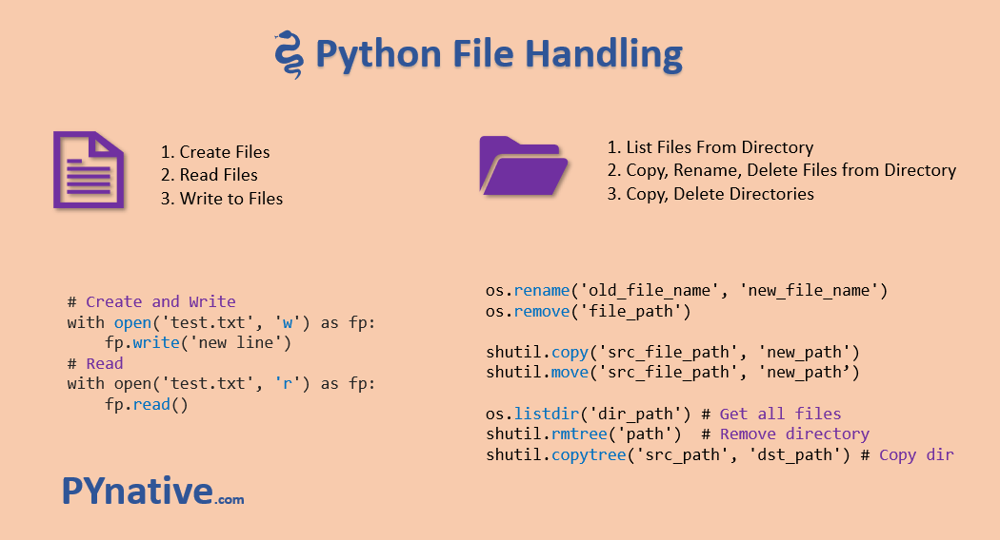 Python File Handling
1. Create Files
2. Read Files
3. Write to Files
1. List Files From Directory
2. Copy, Rename, Delete Files from Directory
3. Copy, Delete Directories
# Create and Write
with open('test.txt', 'w') as fp:
    fp.write('new line')
# Read
with open('test.txt', 'r') as fp:
    fp.read()
os.rename('old_file_name', 'new_file_name')
os.remove('file_path')
shutil.copy('src_file_path', 'new_path')
shutil.move('src_file_path', 'new_path’)
os.listdir('dir_path') # Get all files
shutil.rmtree('path')  # Remove directory
shutil.copytree('src_path', 'dst_path') # Copy dir
PYnative.com